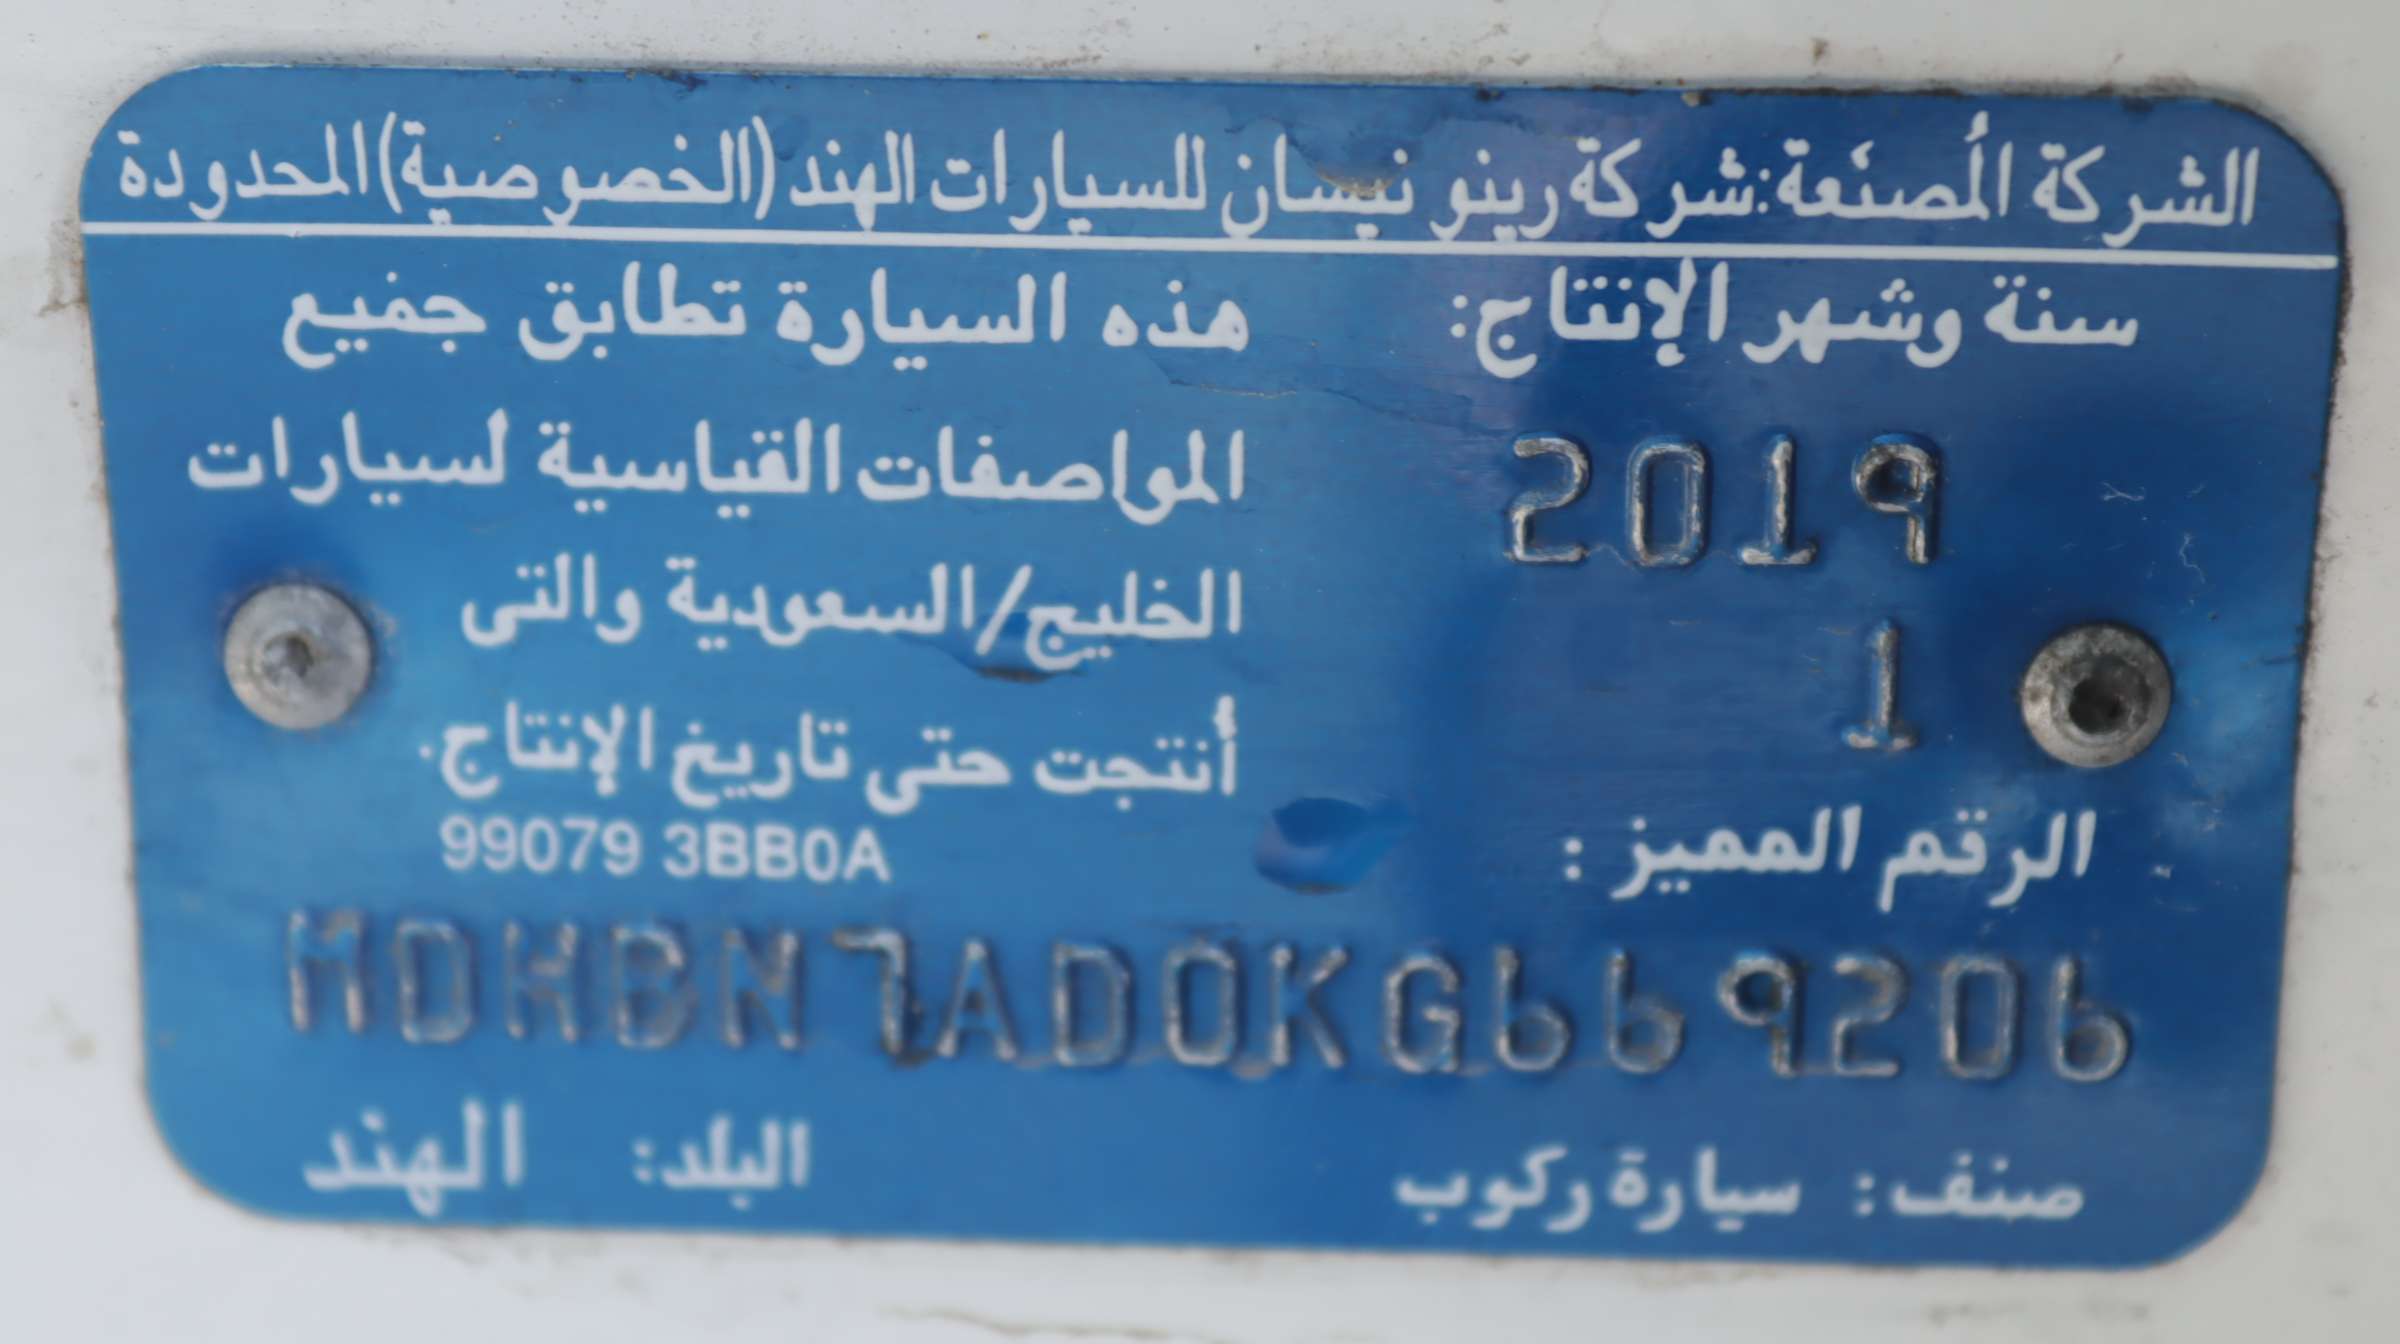 الشركة المُصنَعة:شركة رينو نيسان للسيارات الهند (الخصوصية) المحدودة
سنة وشهر الإنتاج:
2019
1
هذه السيارة تطابق جميع
المواصفات القياسية لسيارات
الخليج/السعودية والتى
أنتجت حتى تاريخ الإنتاج.
99079 3BB0A
الرقم المميز :
MDHBN7AD0KG669206
صنف: سيارة ركوب
البلد: الهند